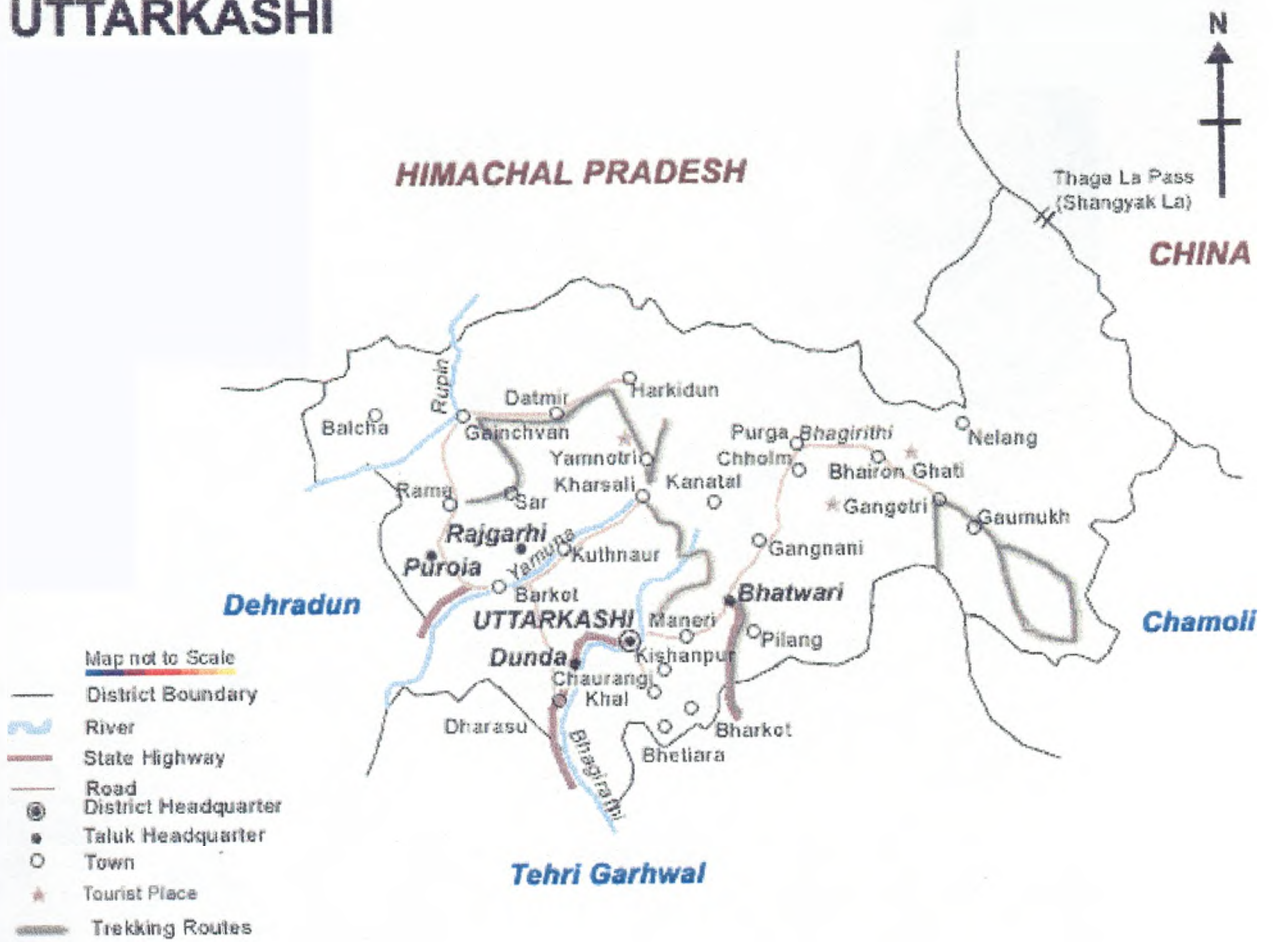 UTTARKASHI
N
HIMACHAL PRADESH
Thaga La Pass
(Shangyak La)
CHINA
Rupin
Datmir
Harkidun
Balcha
Gainchvan
Purga
Bhagirithi
Nelang
Yamnotri
Chholm
Bhairon Ghati
Kharsali
Kanatal
Rama
Sar
Gangotri
Gaumukh
Rajgarhi
Yamuna
Kuthnaur
Gangnani
Puroia
Barkot
Bhatwari
Dehradun
UTTARKASHI
Maneri
Chamoli
Pilang
Dunda
Kishanpur
Chaurangi
Khal
Dharasu
Bhagirathi
Bharkot
Bhetiara
Tehri Garhwal
Map not to Scale
District Boundary
River
State Highway
Road
District Headquarter
Taluk Headquarter
Town
Tourist Place
Trekking Routes